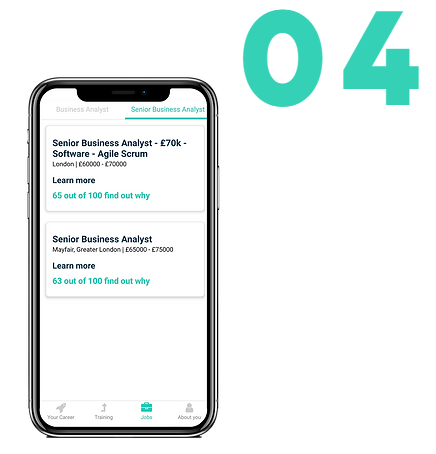 04
Business Analyst
Senior Business Analyst
Senior Business Analyst - £70k -
Software - Agile Scrum
London | £60000 - £70000
Learn more
65 out of 100 find out why
Senior Business Analyst
Mayfair, Greater London | £65000 - £75000
Learn more
63 out of 100 find out why
Your Career
Training
Jobs
About you